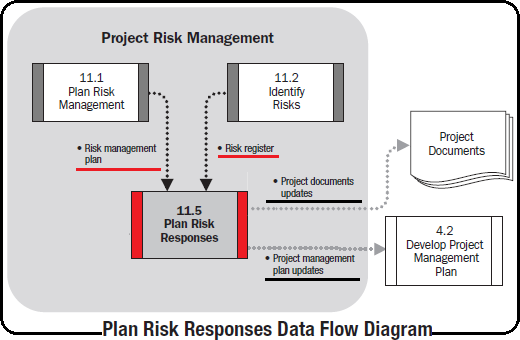 Project Risk Management
11.1
Plan Risk
Management
11.2
Identify
Risks
• Risk management
plan
• Risk register
Project
Documents
• Project documents
updates
11.5
Plan Risk
Responses
4.2
Develop Project
Management
Plan
• Project management
plan updates
Plan Risk Responses Data Flow Diagram